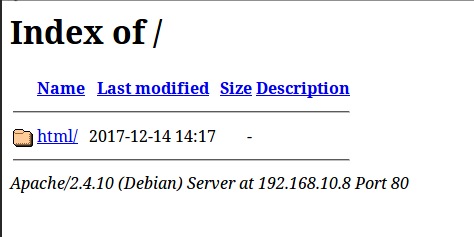 Index of /
Name Last modified Size Description
html/ 2017-12-14 14:17 -
Apache/2.4.10 (Debian) Server at 192.168.10.8 Port 80